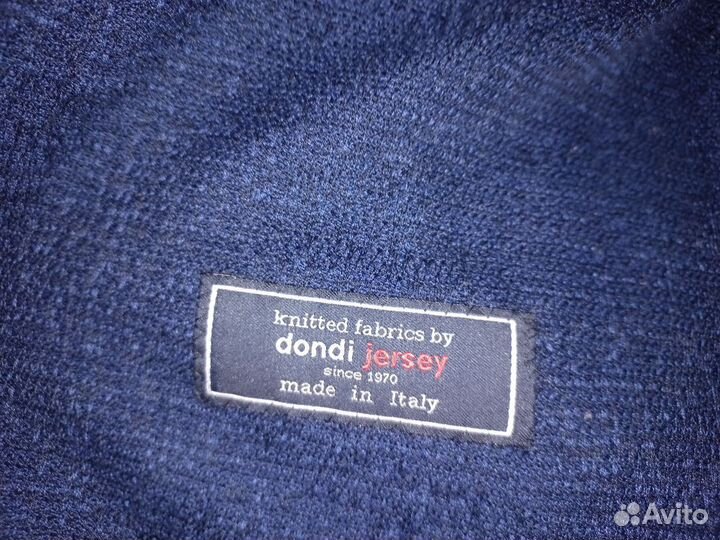 knitted fabrics by
dondi jersey
since 1970
made in Italy
Avito